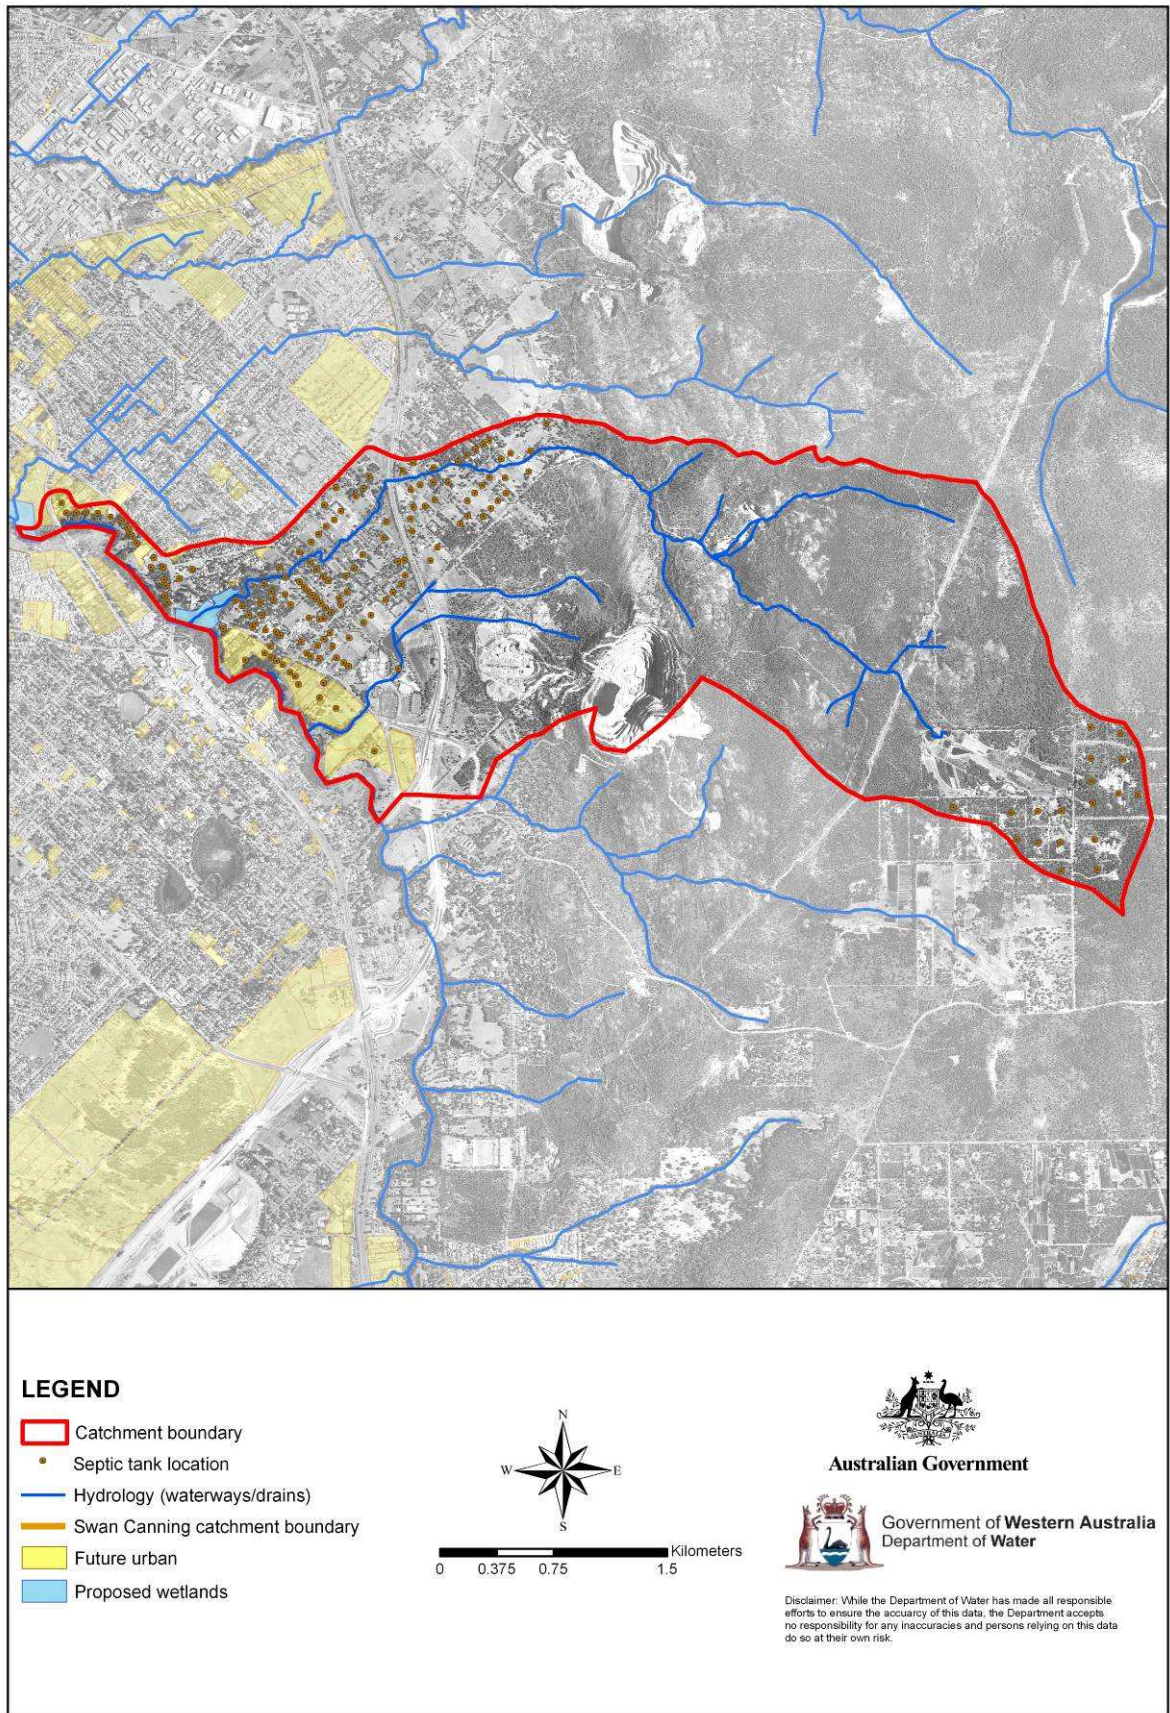 LEGEND
Catchment boundary
Septic tank location
Hydrology (waterways/drains)
Swan Canning catchment boundary
Future urban
Proposed wetlands
N
W
E
S
Kilometers
0
0.375
0.75
1.5
AUSTRALIA
Australian Government
Government of Western Australia
Department of Water
Disclaimer: While the Department of Water has made all responsible
efforts to ensure the accuarcy of this data, the Department accepts
no responsibility for any inaccuracies and persons relying on this data
do so at their own risk.